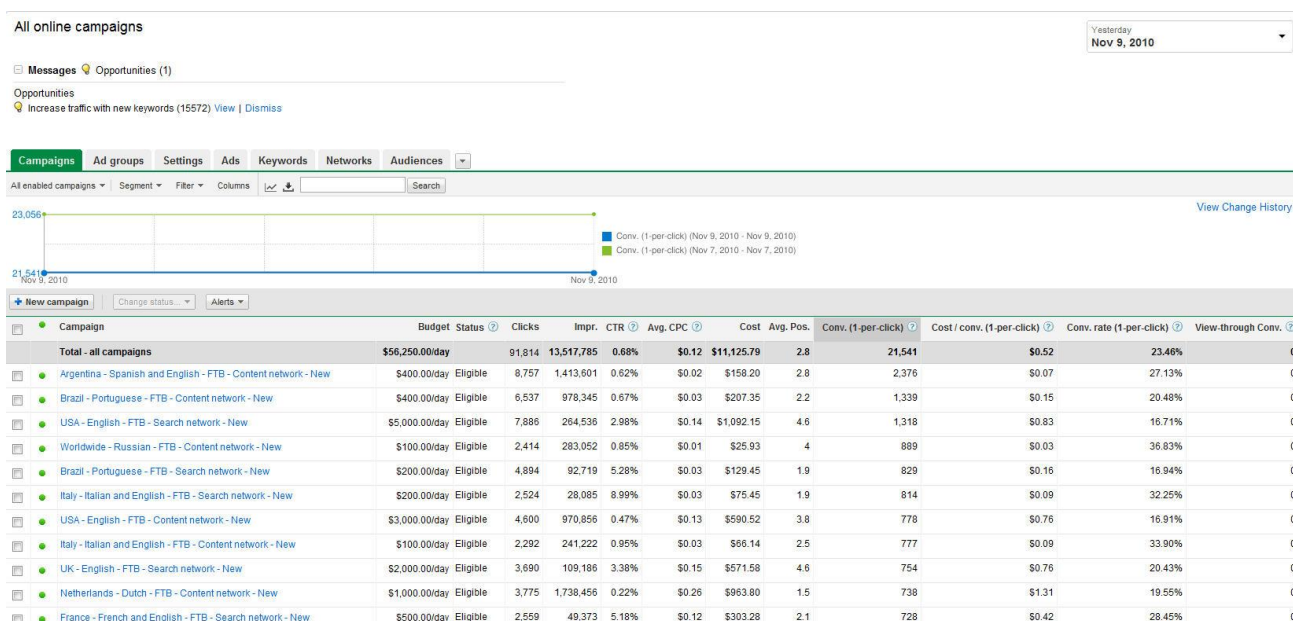 All online campaigns
Yesterday
Nov 9, 2010
Messages Opportunities (1)
Opportunities
Increase traffic with new keywords (15572) View | Dismiss
Campaigns Ad groups Settings Ads Keywords Networks Audiences
All enabled campaigns Segment Filter Columns Search
View Change History
23,056
Conv. (1-per-click) (Nov 9, 2010 - Nov 9, 2010)
Conv. (1-per-click) (Nov 7, 2010 - Nov 7, 2010)
21,541
Nov 9, 2010 Nov 9, 2010
New campaign Change status... Alerts
Campaign Budget Status Clicks Impr. CTR Avg. CPC Cost Avg. Pos. Conv. (1-per-click) Cost / conv. (1-per-click) Conv. rate (1-per-click) View-through Conv.
Total - all campaigns $56,250.00/day 91,814 13,517,785 0.68% $0.12 $11,125.79 2.8 21,541 $0.52 23.46%
Argentina - Spanish and English - FTB - Content network - New $400.00/day Eligible 8,757 1,413,601 0.62% $0.02 $158.20 2.8 2,376 $0.07 27.13%
Brazil - Portuguese - FTB - Content network - New $400.00/day Eligible 6,537 978,345 0.67% $0.03 $207.35 2.2 1,339 $0.15 20.48%
USA - English - FTB - Search network - New $5,000.00/day Eligible 7,886 264,536 2.98% $0.14 $1,092.15 4.6 1,318 $0.83 16.71%
Worldwide - Russian - FTB - Content network - New $100.00/day Eligible 2,414 283,052 0.85% $0.01 $25.93 4 889 $0.03 36.83%
Brazil - Portuguese - FTB - Search network - New $200.00/day Eligible 4,894 92,719 5.28% $0.03 $129.45 1.9 829 $0.16 16.94%
Italy - Italian and English - FTB - Search network - New $200.00/day Eligible 2,524 28,085 8.99% $0.03 $75.45 1.9 814 $0.09 32.25%
USA - English - FTB - Content network - New $3,000.00/day Eligible 4,600 970,856 0.47% $0.13 $590.52 3.8 778 $0.76 16.91%
Italy - Italian and English - FTB - Content network - New $100.00/day Eligible 2,292 241,222 0.95% $0.03 $66.14 2.5 777 $0.09 33.90%
UK - English - FTB - Search network - New $2,000.00/day Eligible 3,690 109,186 3.38% $0.15 $571.58 4.6 754 $0.76 20.43%
Netherlands - Dutch - FTB - Content network - New $1,000.00/day Eligible 3,775 1,738,456 0.22% $0.26 $963.80 1.5 738 $1.31 19.55%
France - French and English - FTB - Search network - New $500.00/day Eligible 2,559 49,373 5.18% $0.12 $303.28 2.1 728 $0.42 28.45%